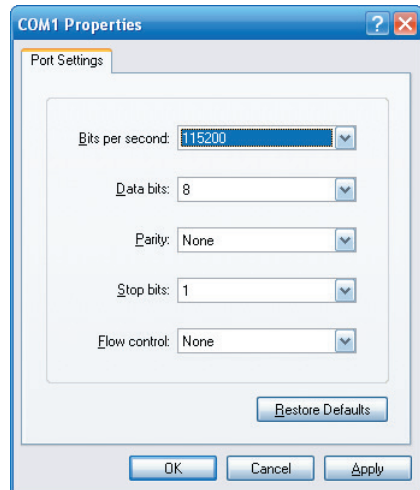 COM1 Properties
Port Settings
Bits per second: 115200
Data bits: 8
Parity: None
Stop bits: 1
Flow control: None
Restore Defaults
OK Cancel Apply